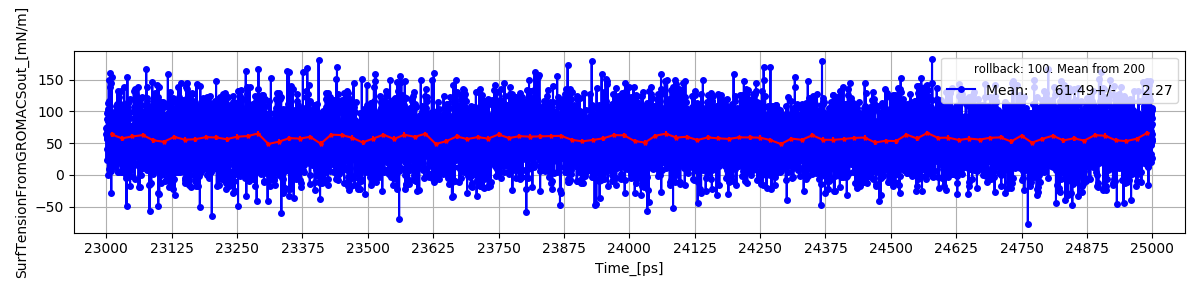 SurfTensionFromGROMACSout_[mN/m]
150
100
50
0
−50
rollback: 100 Mean from 200
Mean: 61.49+/- 2.27
23000 23125 23250 23375 23500 23625 23750 23875 24000 24125 24250 24375 24500 24625 24750 24875 25000
Time_[ps]